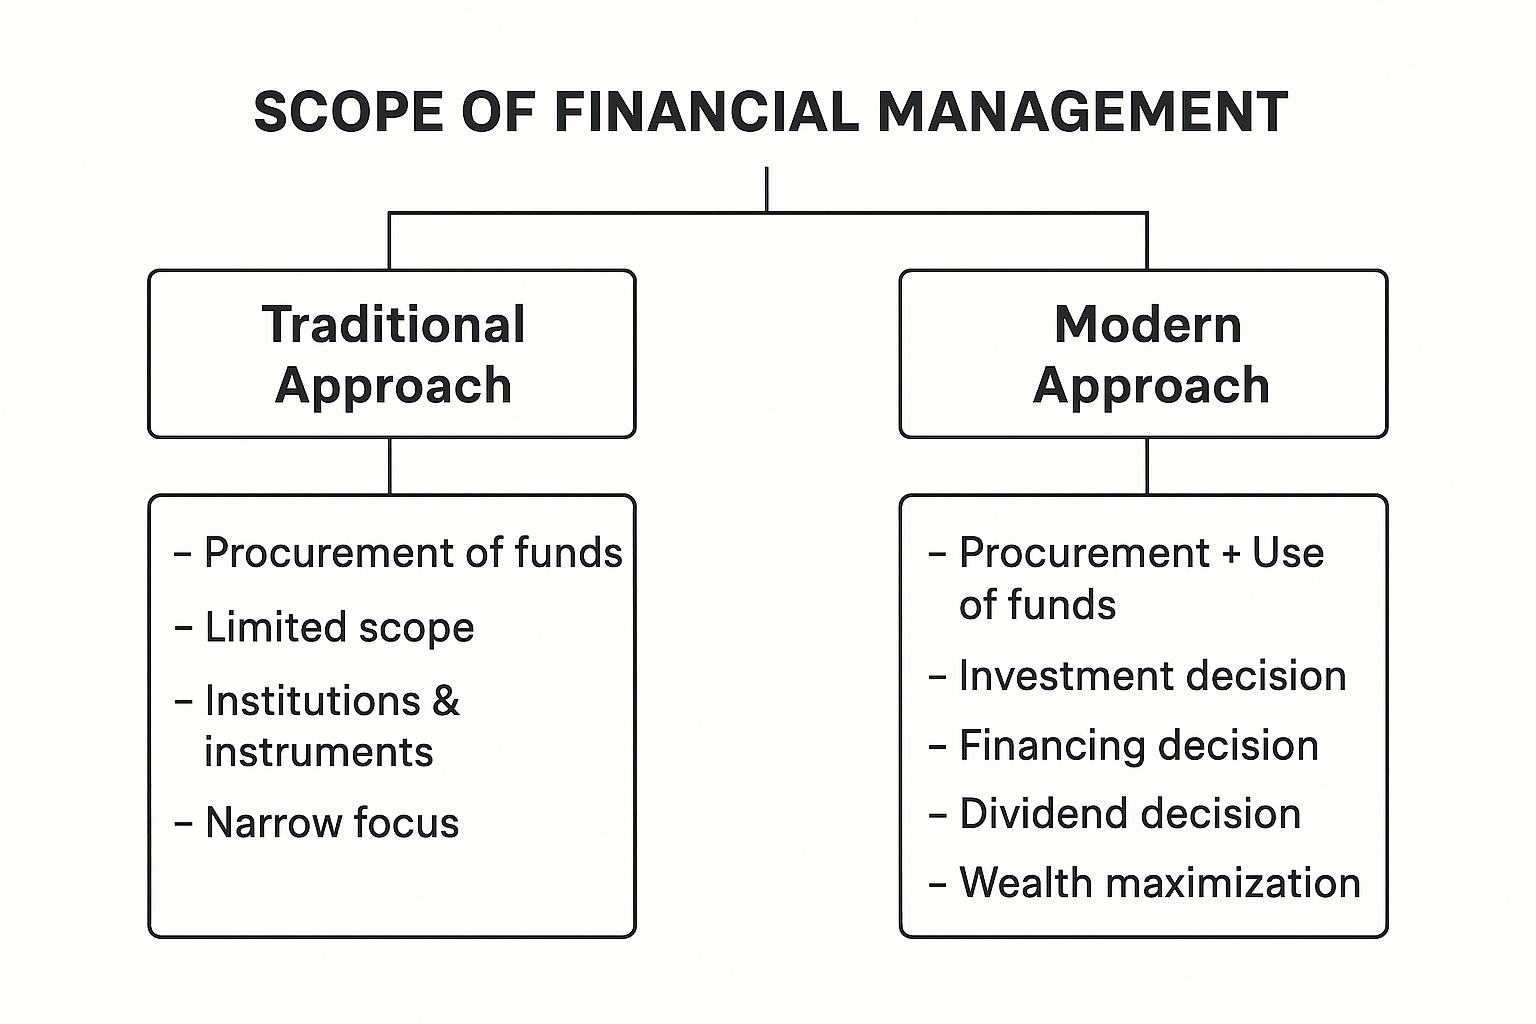 SCOPE OF FINANCIAL MANAGEMENT
Traditional
Approach
– Procurement of funds
– Limited scope
– Institutions &
instruments
– Narrow focus
Modern
Approach
– Procurement + Use
of funds
– Investment decision
– Financing decision
– Dividend decision
– Wealth maximization